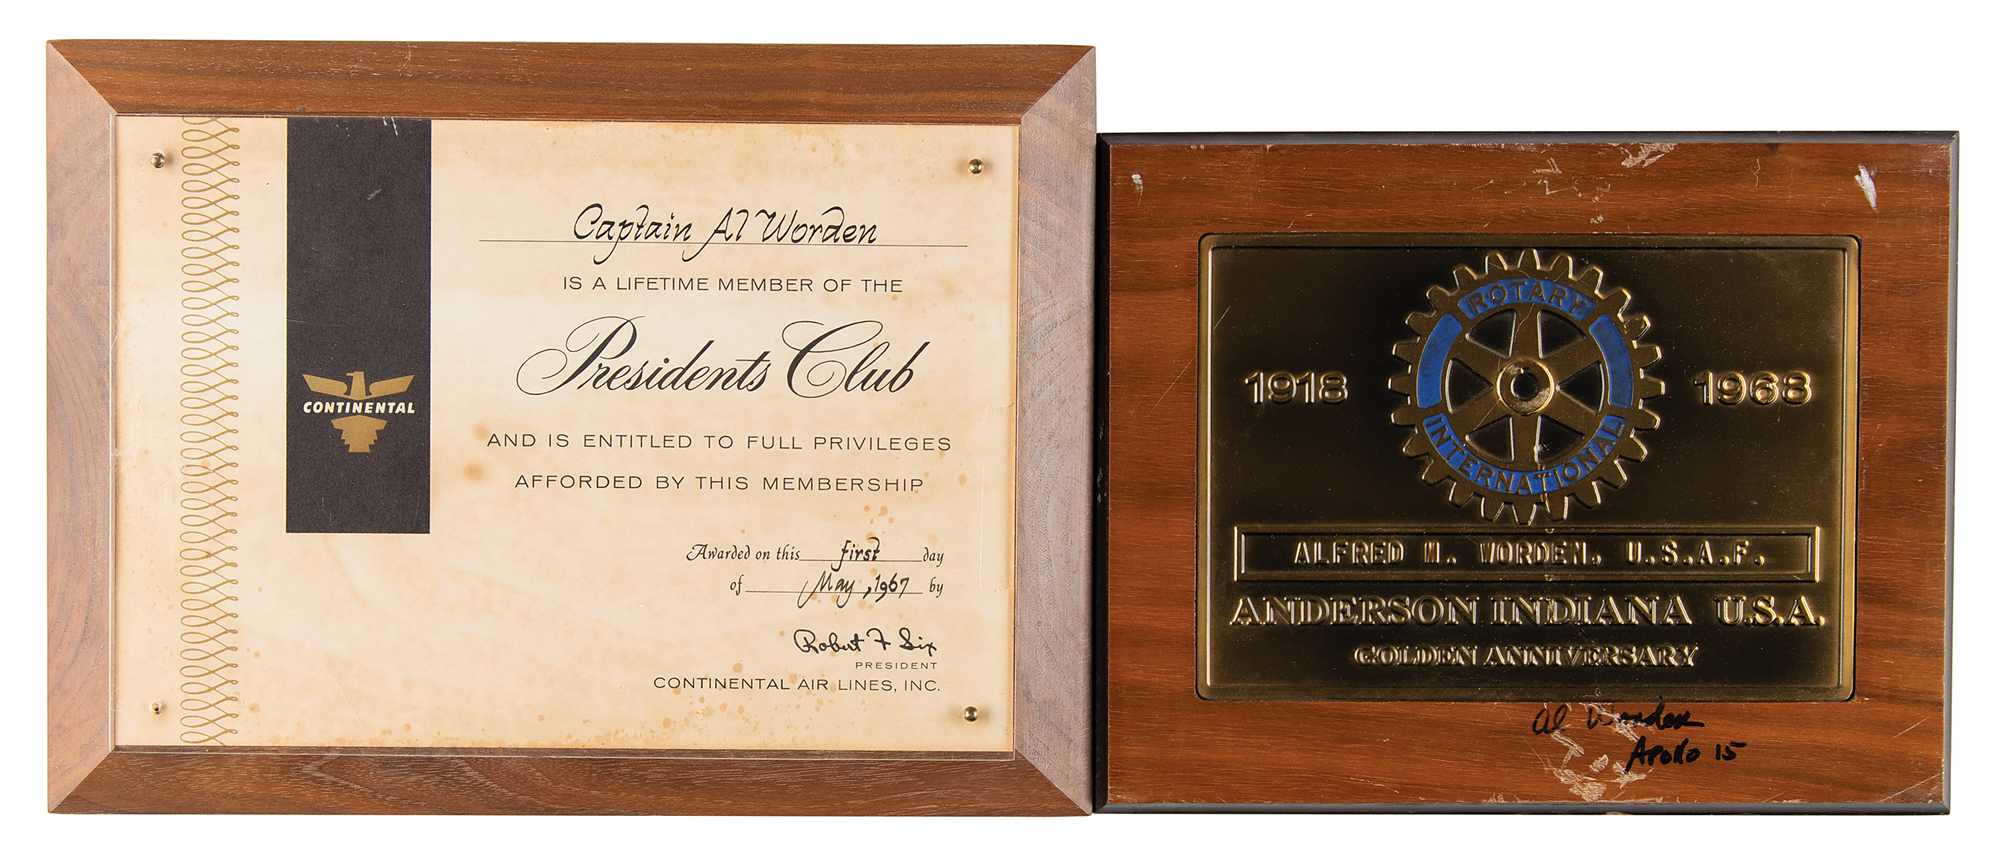 Captain Al Worden
IS A LIFETIME MEMBER OF THE
Presidents Club
AND IS ENTITLED TO FULL PRIVILEGES
AFFORDED BY THIS MEMBERSHIP
CONTINENTAL
Awarded on this first day
of May, 1967 by
Robert F Six
PRESIDENT
CONTINENTAL AIR LINES, INC.
ROTARY
INTERNATIONAL
1918 1968
ALFRED M. WORDEN, U.S.A.F.
ANDERSON INDIANA U.S.A.
GOLDEN ANNIVERSARY
Al Worden
Apollo 15